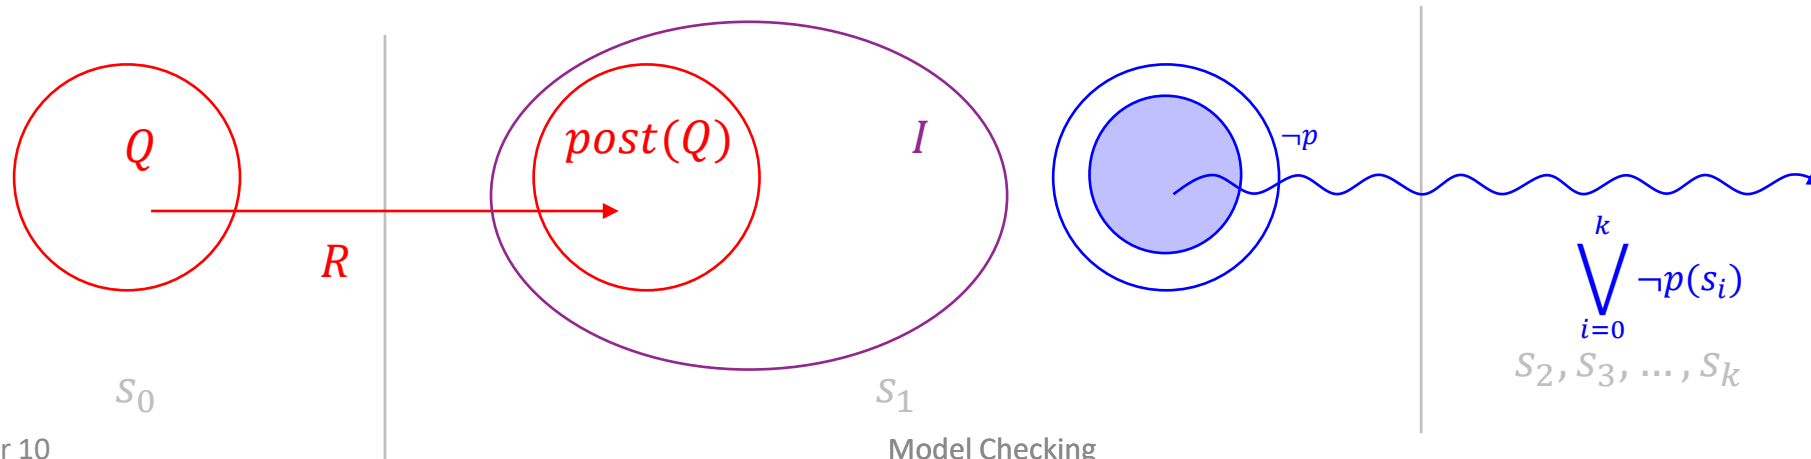 Q
post(Q)
I
¬p
R
k
⋁ ¬p(sᵢ)
i=0
s₀
s₁
s₂, s₃, … , sₖ
r 10
Model Checking